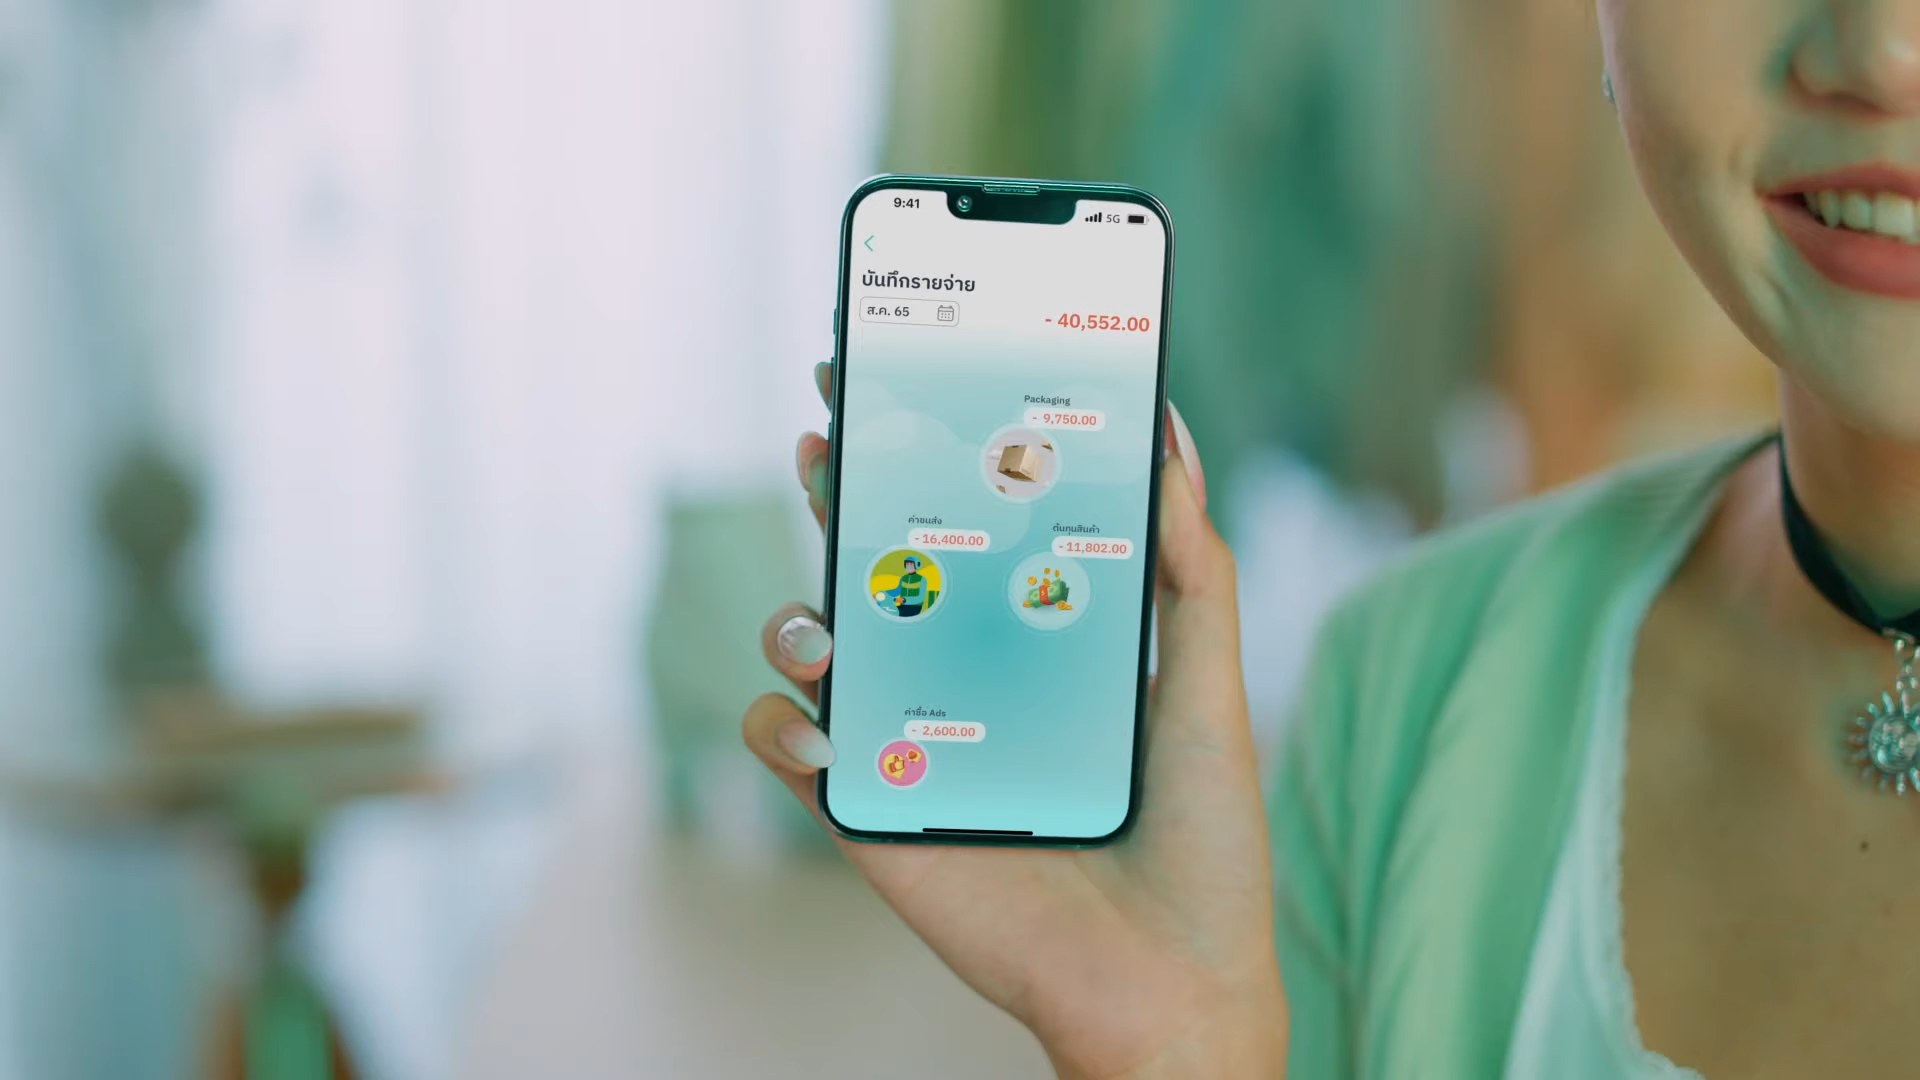 9:41
5G
บันทึกรายจ่าย
ส.ค. 65
- 40,552.00
Packaging
- 9,750.00
ค่าขนส่ง
- 16,400.00
ต้นทุนสินค้า
- 11,802.00
ค่าซื้อ Ads
- 2,600.00